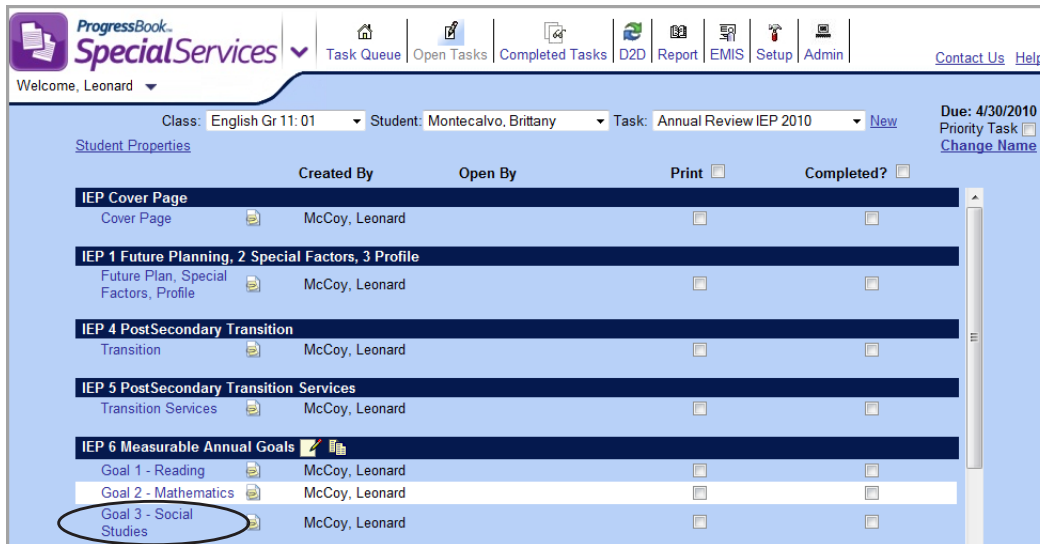 ProgressBook™
SpecialServices
Task Queue Open Tasks Completed Tasks D2D Report EMIS Setup Admin
Contact Us Help
Welcome, Leonard
Class: English Gr 11: 01 Student: Montecalvo, Brittany Task: Annual Review IEP 2010 New
Due: 4/30/2010
Priority Task
Change Name
Student Properties
Created By Open By Print Completed?
IEP Cover Page
Cover Page McCoy, Leonard
IEP 1 Future Planning, 2 Special Factors, 3 Profile
Future Plan, Special
Factors, Profile McCoy, Leonard
IEP 4 PostSecondary Transition
Transition McCoy, Leonard
IEP 5 PostSecondary Transition Services
Transition Services McCoy, Leonard
IEP 6 Measurable Annual Goals
Goal 1 - Reading McCoy, Leonard
Goal 2 - Mathematics McCoy, Leonard
Goal 3 - Social
Studies McCoy, Leonard